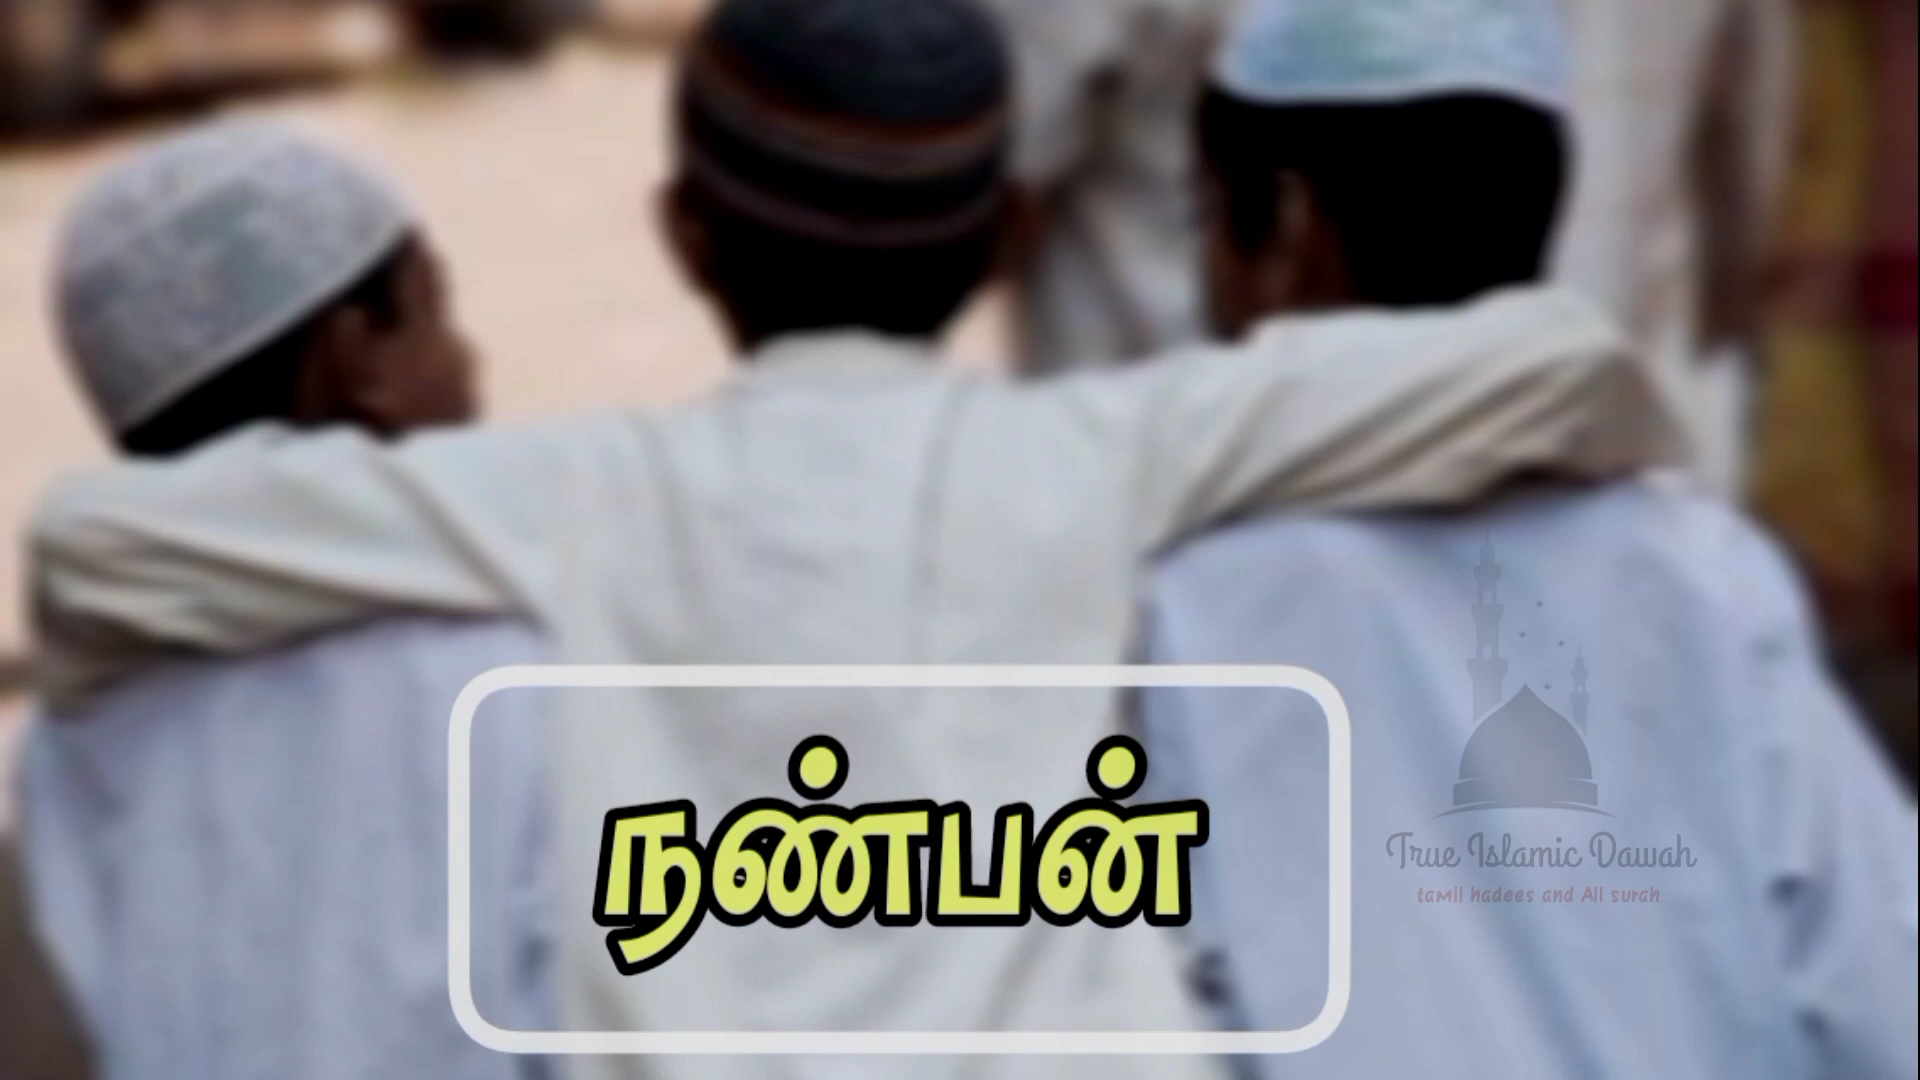 நண்பன்
True Islamic Dawah
tamil hadees and All surah